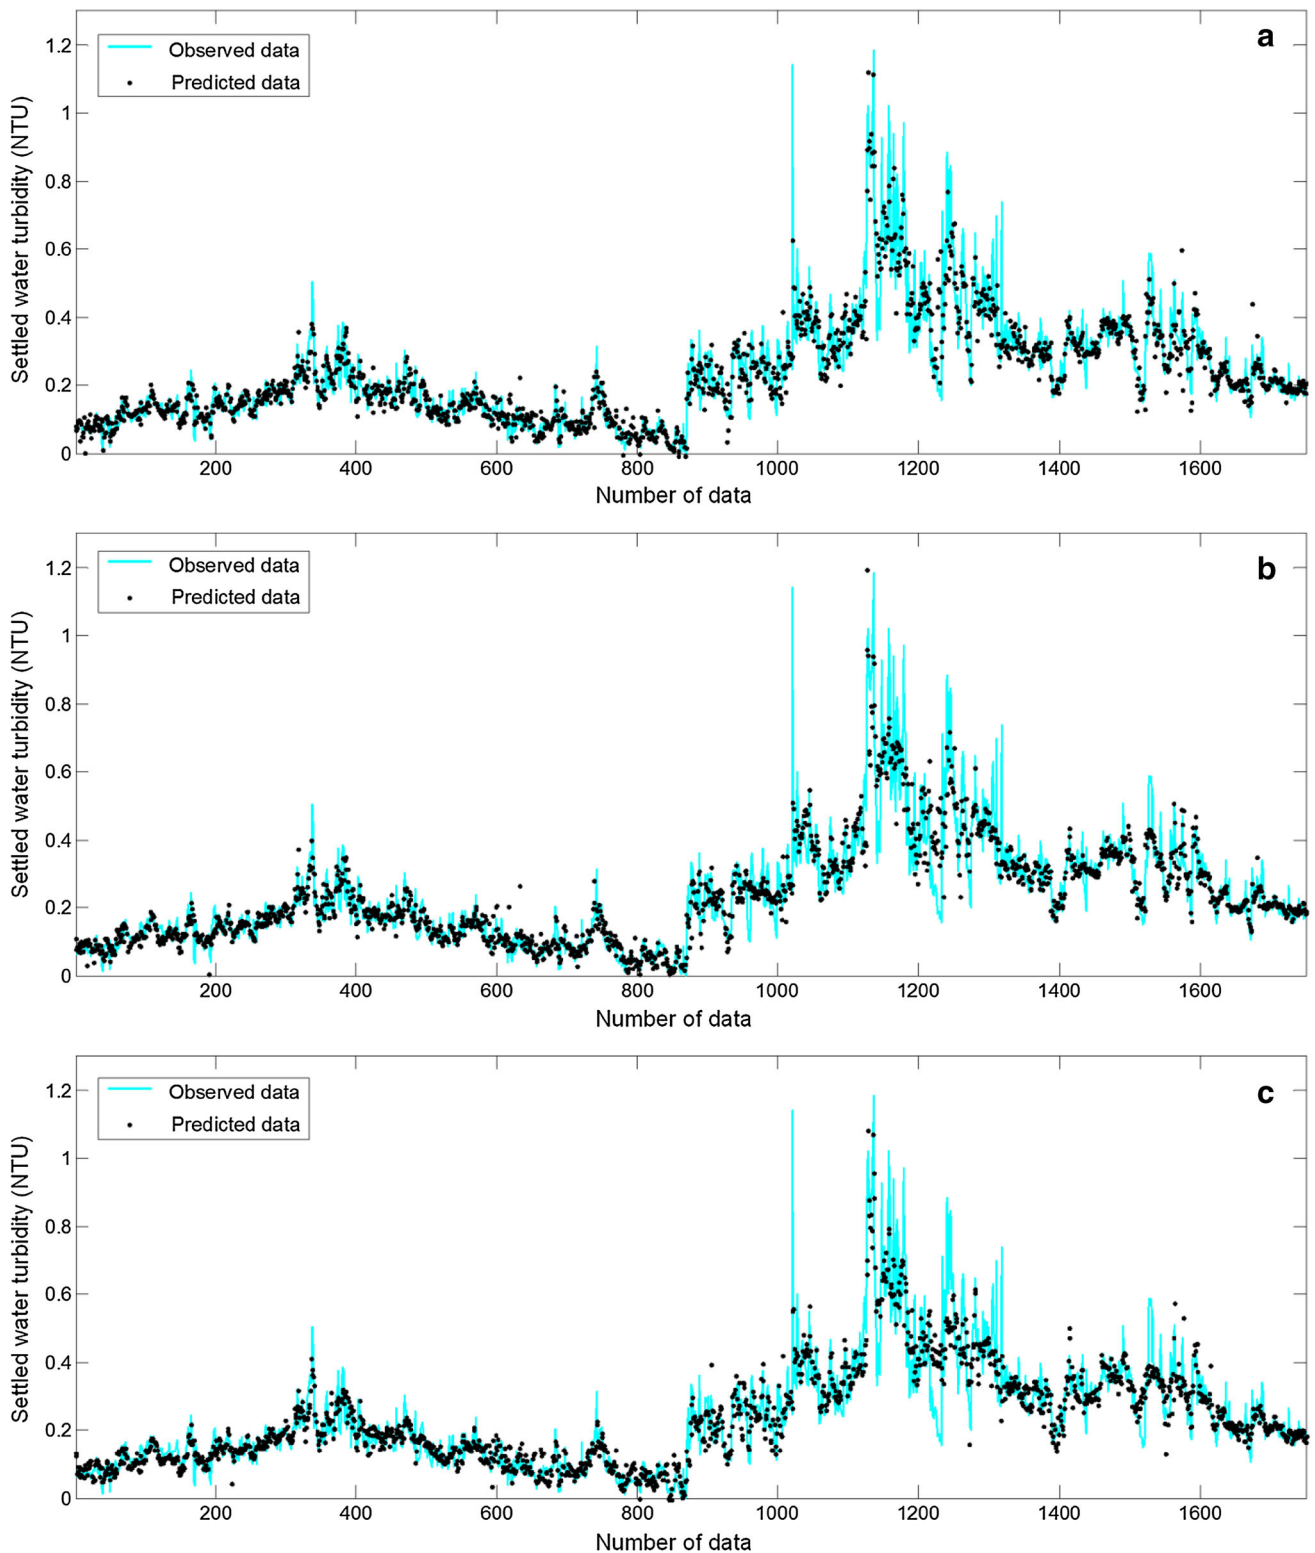 a
Observed data
Predicted data
Settled water turbidity (NTU)
1.2
1
0.8
0.6
0.4
0.2
0
200 400 600 800 1000 1200 1400 1600
Number of data
b
Observed data
Predicted data
Settled water turbidity (NTU)
1.2
1
0.8
0.6
0.4
0.2
0
200 400 600 800 1000 1200 1400 1600
Number of data
c
Observed data
Predicted data
Settled water turbidity (NTU)
1.2
1
0.8
0.6
0.4
0.2
0
200 400 600 800 1000 1200 1400 1600
Number of data